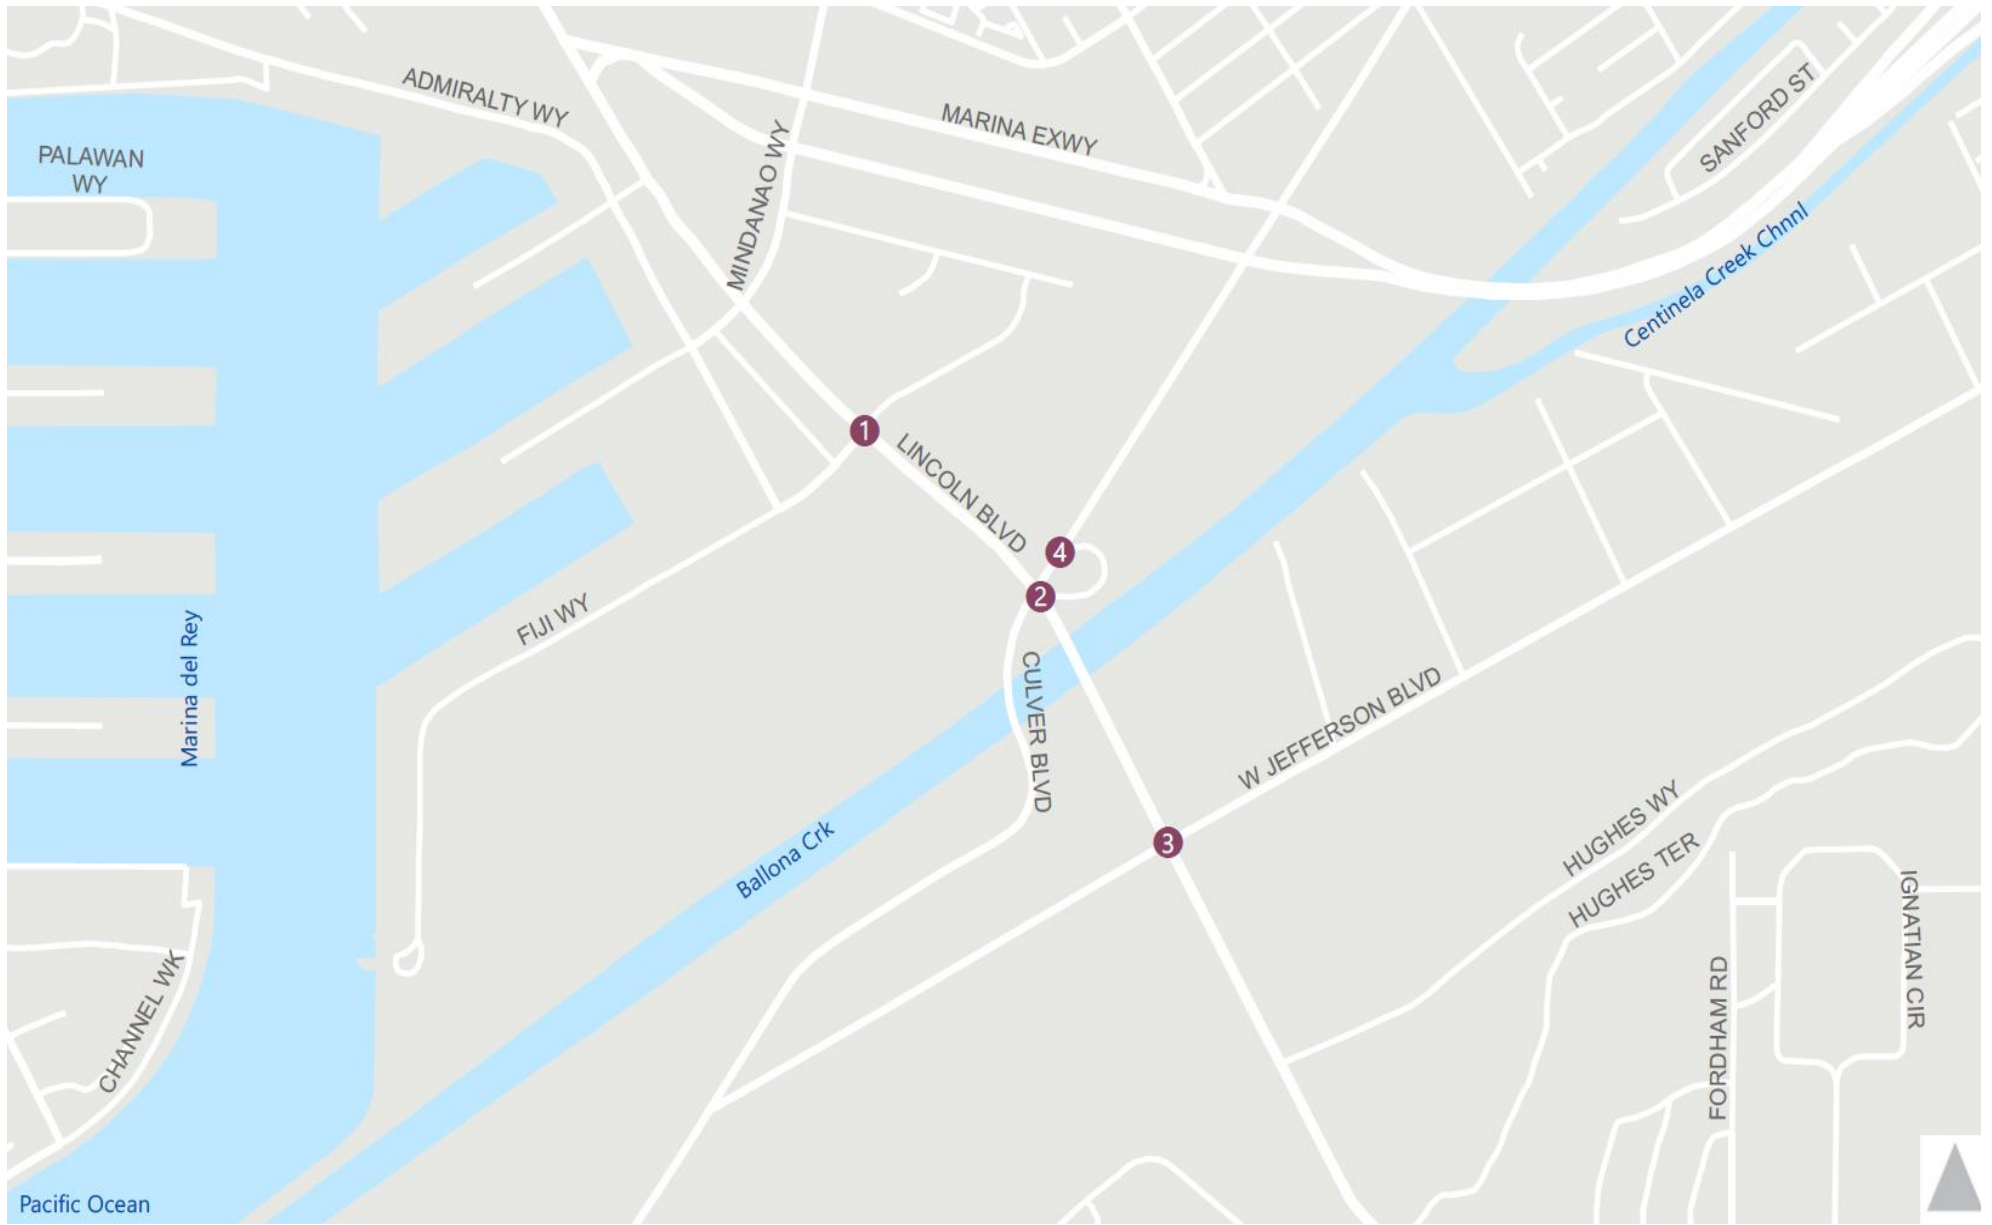 ADMIRALTY WY
MARINA EXWY
SANFORD ST
PALAWAN
WY
MINDANAO WY
Centinela Creek Chnnl
1
LINCOLN BLVD
4
2
FIJI WY
Marina del Rey
CULVER BLVD
W JEFFERSON BLVD
3
Ballona Crk
HUGHES WY
HUGHES TER
IGNATIAN CIR
CHANNEL WK
FORDHAM RD
Pacific Ocean